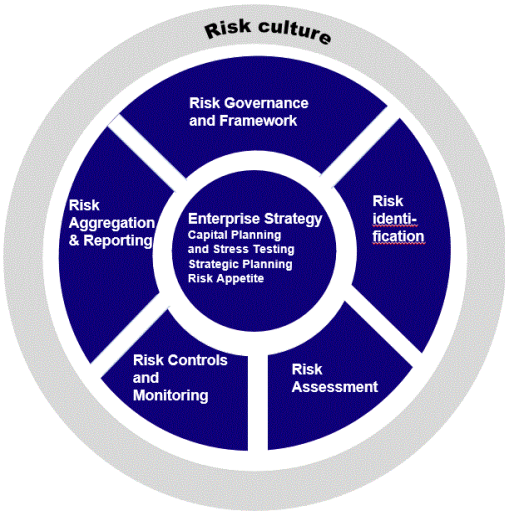 Risk culture
Risk Governance
and Framework
Risk
identi-
fication
Risk
Aggregation
& Reporting
Enterprise Strategy
Capital Planning
and Stress Testing
Strategic Planning
Risk Appetite
Risk Controls
and
Monitoring
Risk
Assessment